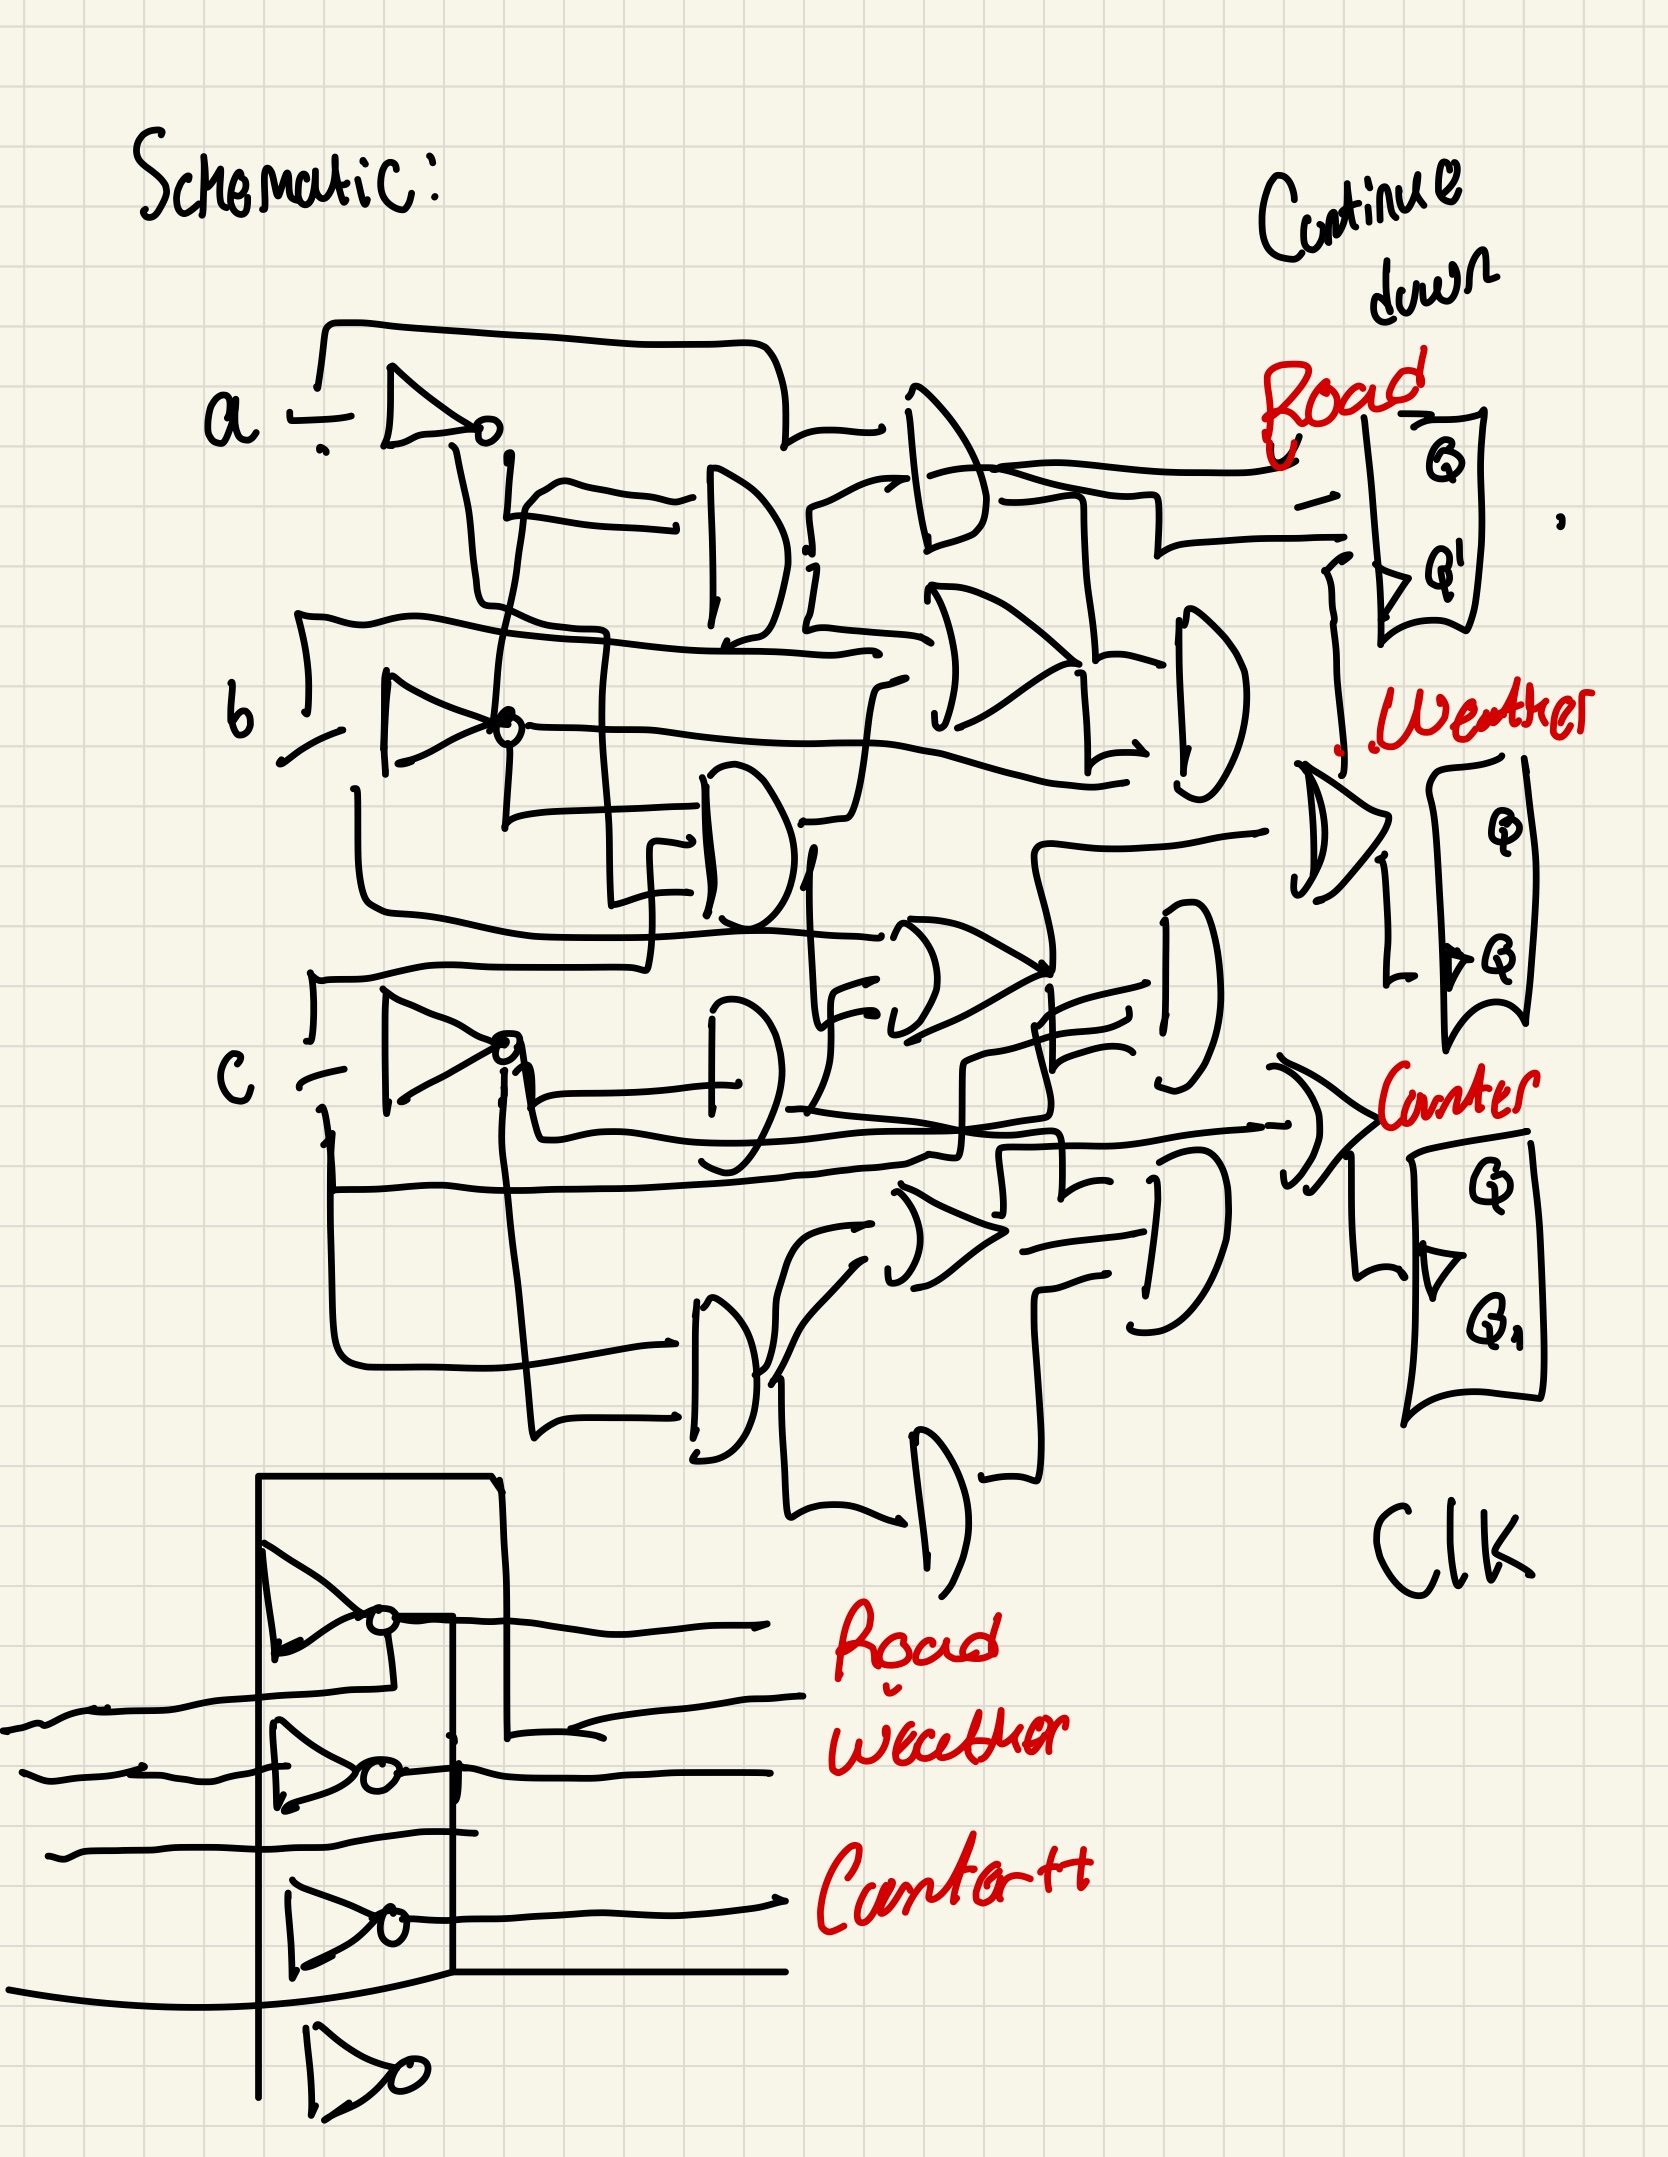 Schematic:
Continue
down
Road
a
Q
Q'
b
Weather
Q
Q
c
Counter
Q
Q,
Clk
Road
Weather
Counter++